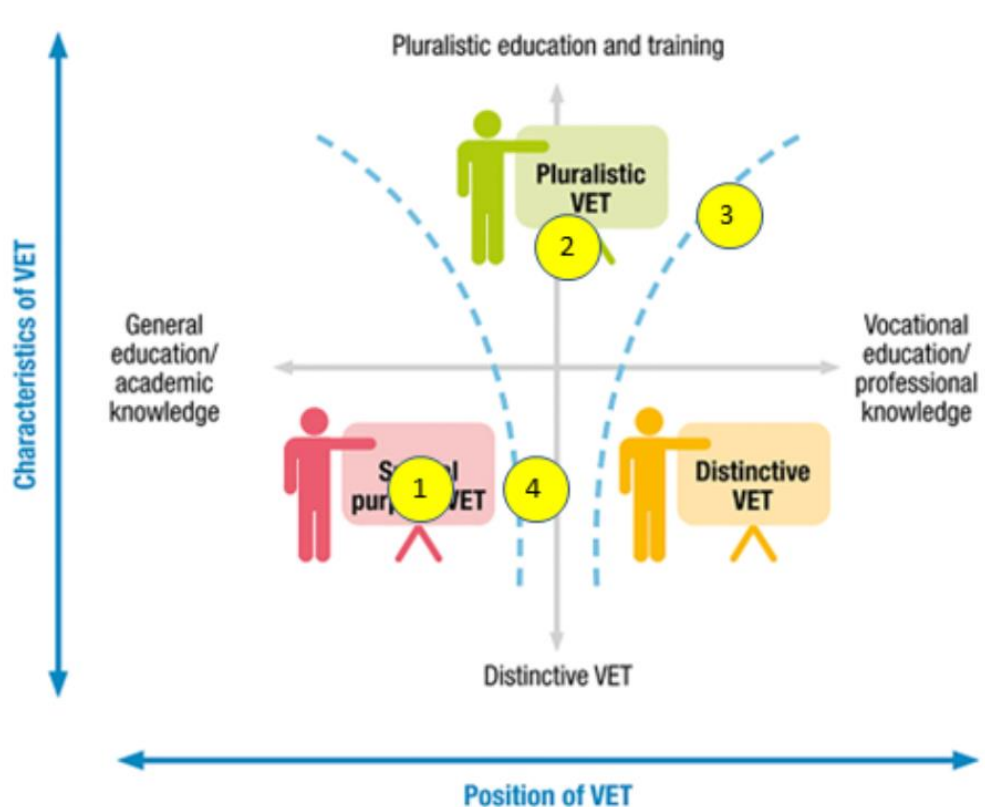 Pluralistic education and training
Pluralistic
VET
2
3
Characteristics of VET
General
education/
academic
knowledge
Vocational
education/
professional
knowledge
1
VET
4
Distinctive
VET
Distinctive VET
Position of VET